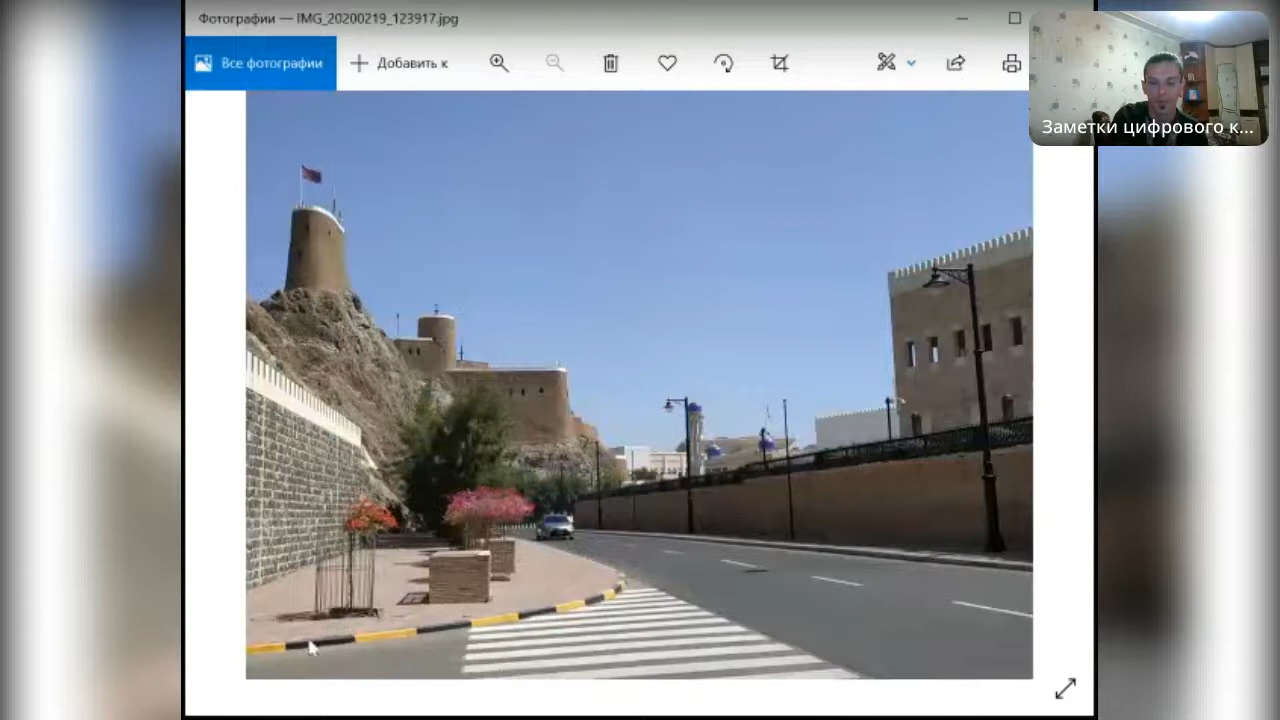 Фотографии — IMG_20200219_123917.jpg
Все фотографии
Добавить к
Заметки цифрового к...